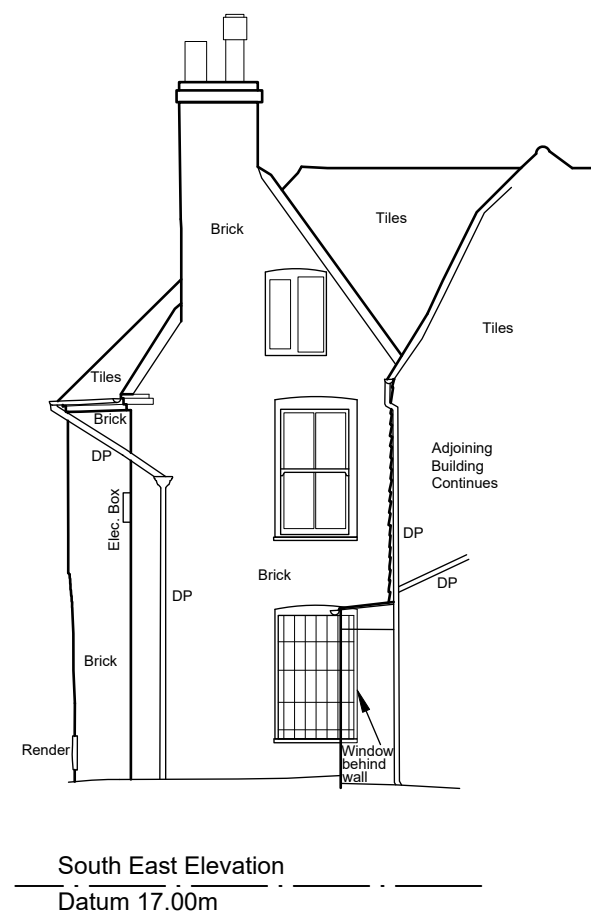 Brick
Tiles
Tiles
Tiles
Brick
DP
Adjoining
Building
Continues
Elec. Box
DP
Brick
DP
DP
Brick
Render
Window
behind
wall
South East Elevation
Datum 17.00m